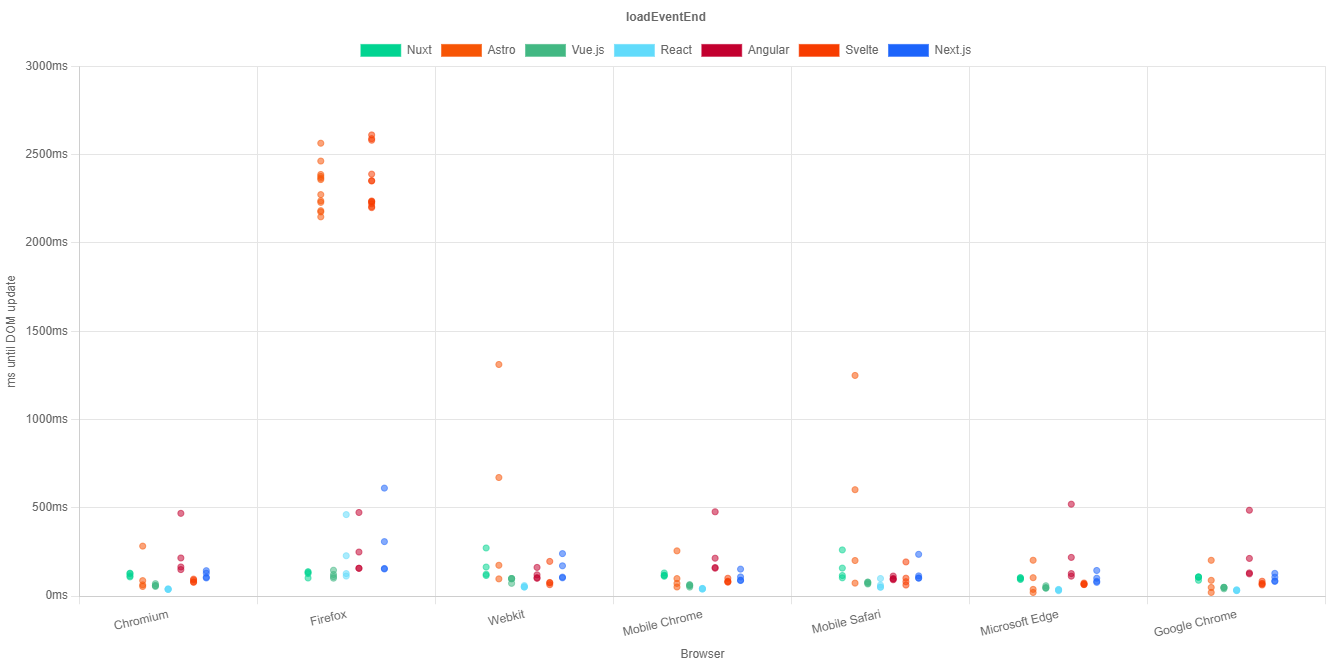 loadEventEnd
Nuxt Astro Vue.js React Angular Svelte Next.js
3000ms
2500ms
2000ms
1500ms
1000ms
500ms
0ms
ms until DOM update
Chromium Firefox Webkit Mobile Chrome Mobile Safari Microsoft Edge Google Chrome
Browser